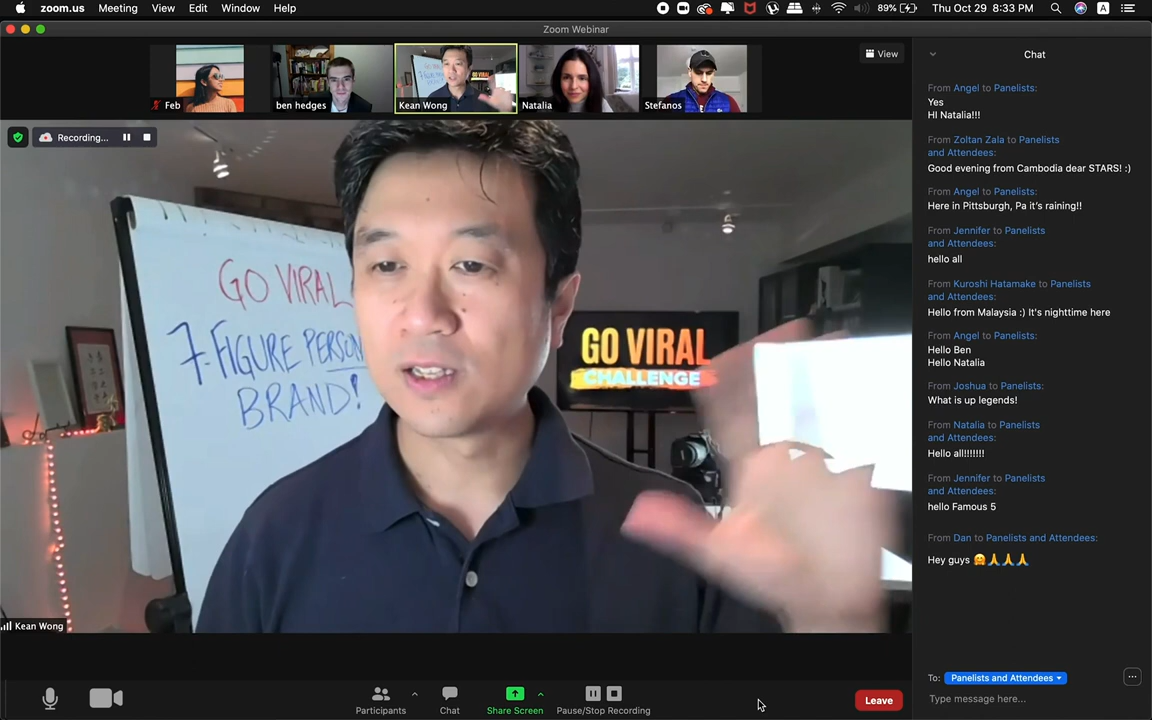 zoom.us Meeting View Edit Window Help 89% Thu Oct 29 8:33 PM
Zoom Webinar
Feb
ben hedges
Kean Wong
Natalia
Stefanos
View
Recording...
GO VIRAL
7-FIGURE PERSON
BRAND!
GO VIRAL
CHALLENGE
Kean Wong
Chat
From Angel to Panelists:
Yes
HI Natalia!!!
From Zoltan Zala to Panelists
and Attendees:
Good evening from Cambodia dear STARS! :)
From Angel to Panelists:
Here in Pittsburgh, Pa it's raining!!
From Jennifer to Panelists
and Attendees:
hello all
From Kuroshi Hatamake to Panelists
and Attendees:
Hello from Malaysia :) It's nighttime here
From Angel to Panelists:
Hello Ben
Hello Natalia
From Joshua to Panelists:
What is up legends!
From Natalia to Panelists
and Attendees:
Hello all!!!!!!!
From Jennifer to Panelists
and Attendees:
hello Famous 5
From Dan to Panelists and Attendees:
Hey guys 🤗🙏🙏🙏
To: Panelists and Attendees
Type message here...
Participants
Chat
Share Screen
Pause/Stop Recording
Leave